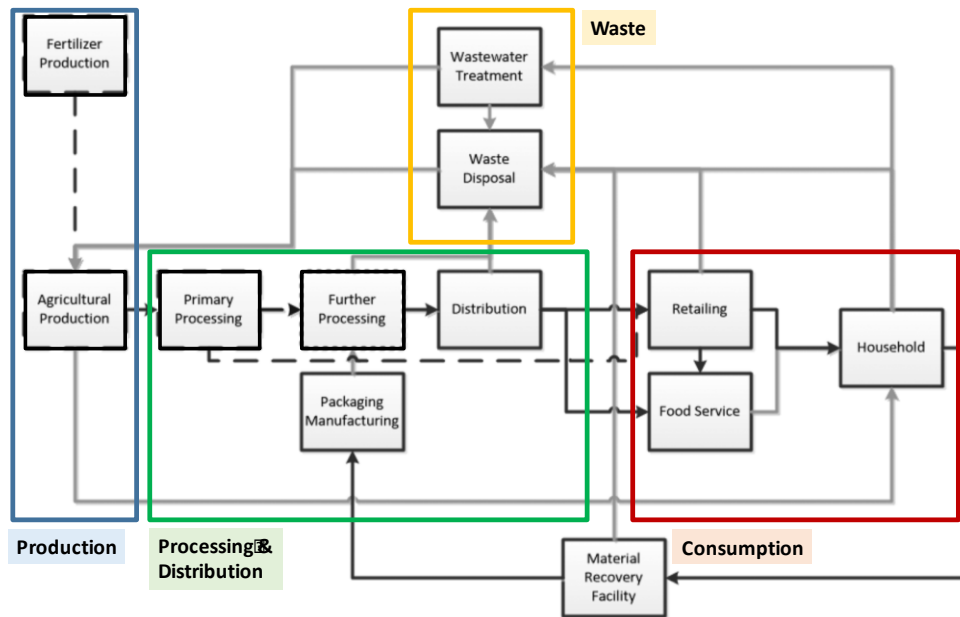 Waste
Fertilizer
Production
Wastewater
Treatment
Waste
Disposal
Agricultural
Production
Primary
Processing
Further
Processing
Distribution
Retailing
Household
Packaging
Manufacturing
Food Service
Production
Processing &
Distribution
Consumption
Material
Recovery
Facility